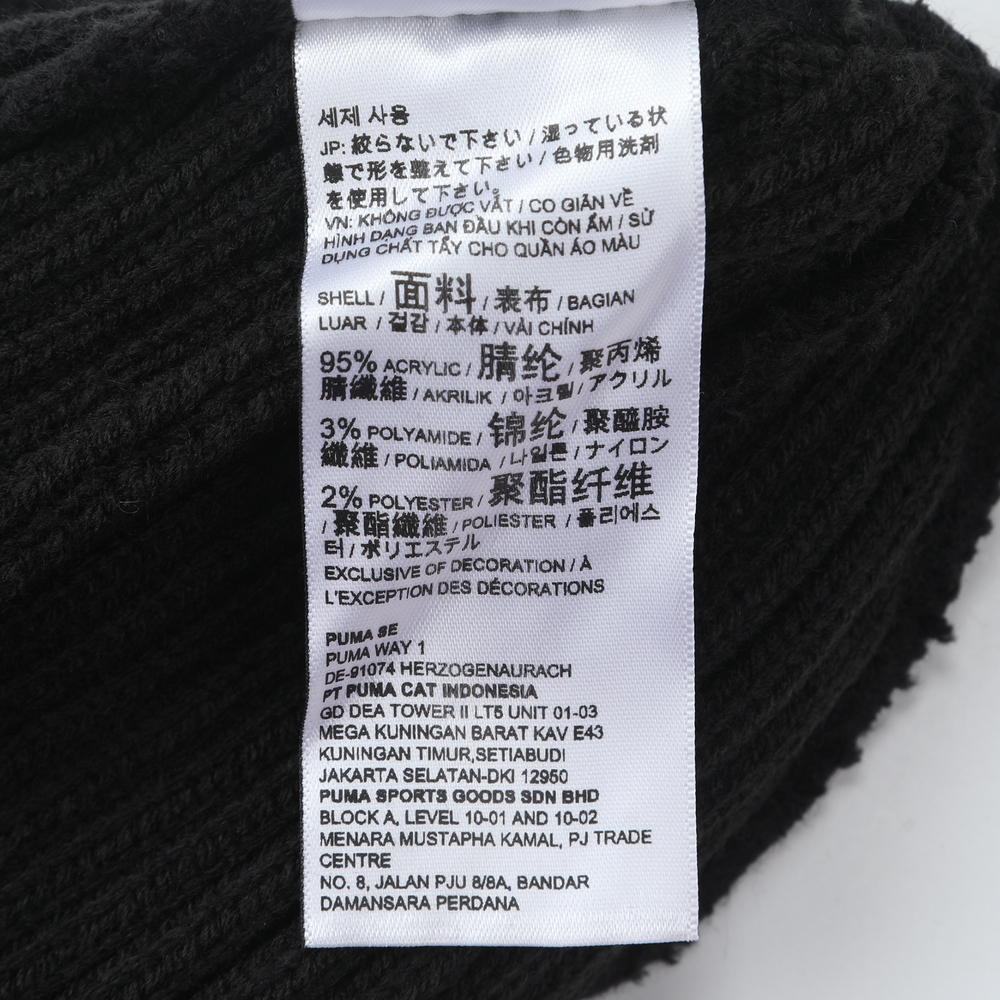 세제 사용
JP: 絞らないで下さい / 湿っている状
態で形を整えて下さい / 色物用洗剤
を使用して下さい。
VN: KHÔNG ĐƯỢC VẮT / CO GIÃN VỀ
HÌNH DẠNG BAN ĐẦU KHI CÒN ẨM / SỬ
DỤNG CHẤT TẨY CHO QUẦN ÁO MÀU
SHELL / 面料 / 表布 / BAGIAN
LUAR / 겉감 / 本体 / VẢI CHÍNH
95% ACRYLIC / 腈纶 / 聚丙烯
腈纖維 / AKRILIK / 아크릴 / アクリル
3% POLYAMIDE / 锦纶 / 聚醯胺
纖維 / POLIAMIDA / 나일론 / ナイロン
2% POLYESTER / 聚酯纤维
/ 聚酯纖維 / POLIESTER / 폴리에스
터 / ポリエステル
EXCLUSIVE OF DECORATION / À
L'EXCEPTION DES DÉCORATIONS
PUMA SE
PUMA WAY 1
DE-91074 HERZOGENAURACH
PT PUMA CAT INDONESIA
GD DEA TOWER II LT5 UNIT 01-03
MEGA KUNINGAN BARAT KAV E43
KUNINGAN TIMUR,SETIABUDI
JAKARTA SELATAN-DKI 12950
PUMA SPORTS GOODS SDN BHD
BLOCK A, LEVEL 10-01 AND 10-02
MENARA MUSTAPHA KAMAL, PJ TRADE
CENTRE
NO. 8, JALAN PJU 8/8A, BANDAR
DAMANSARA PERDANA